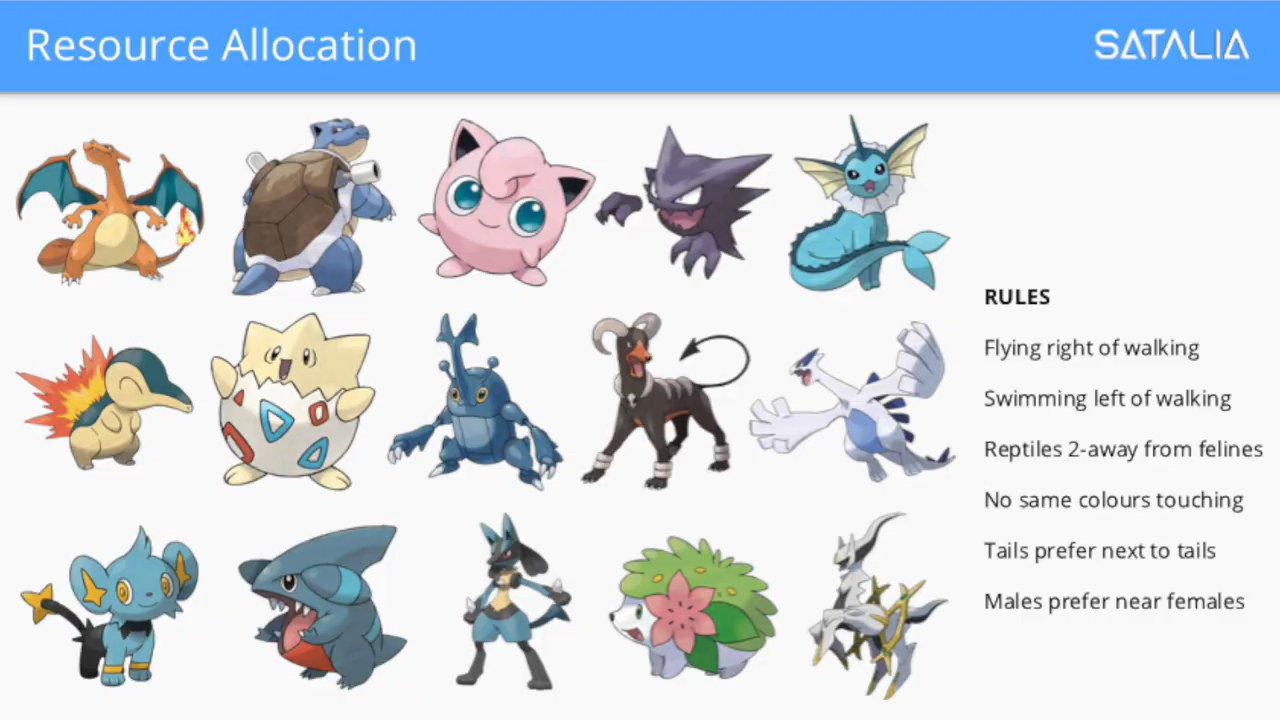 Resource Allocation
SATALIA
RULES
Flying right of walking
Swimming left of walking
Reptiles 2-away from felines
No same colours touching
Tails prefer next to tails
Males prefer near females